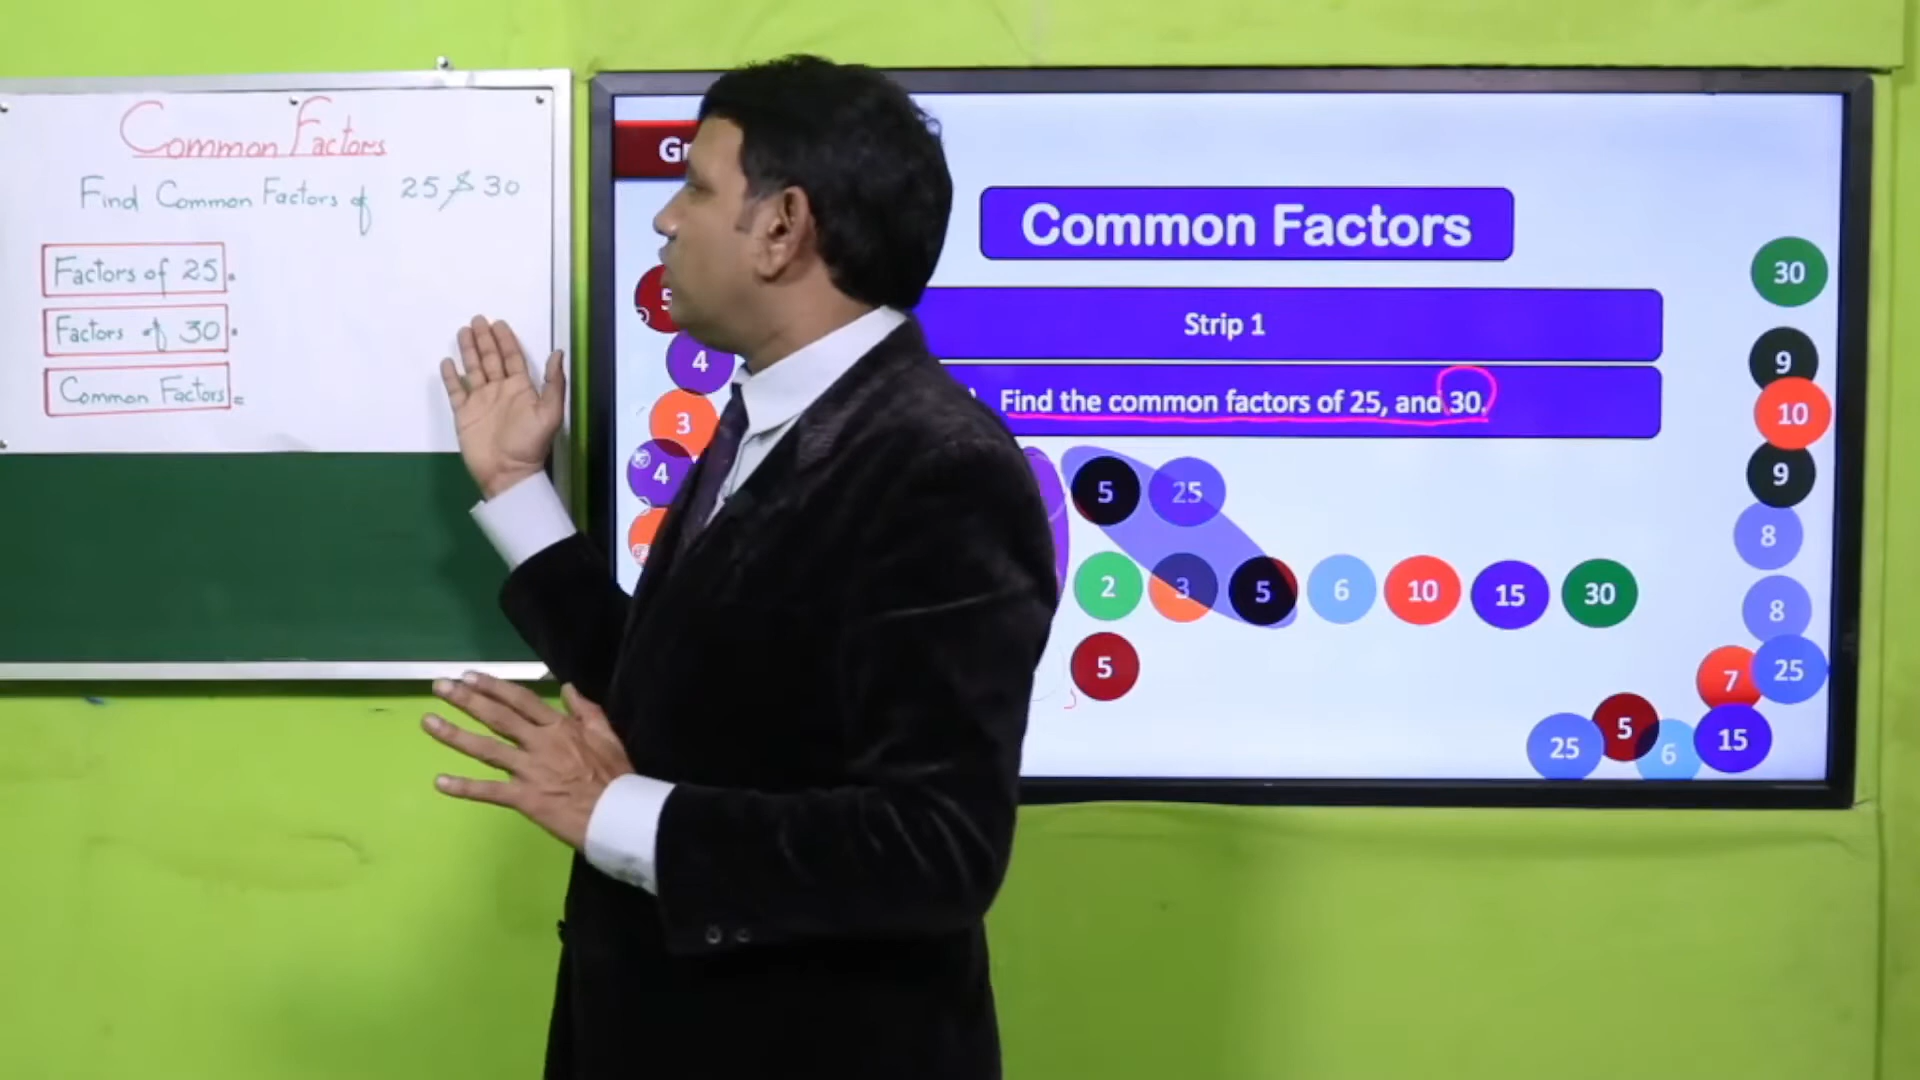 Common Factors
Find Common Factors of 25 & 30
Factors of 25
Factors of 30
Common Factors =
Common Factors
Strip 1
Find the common factors of 25, and 30.
4
3
4
5 25
2 3 5 6 10 15 30
5
30
9
10
9
8
8
7 25
25 5 6 15